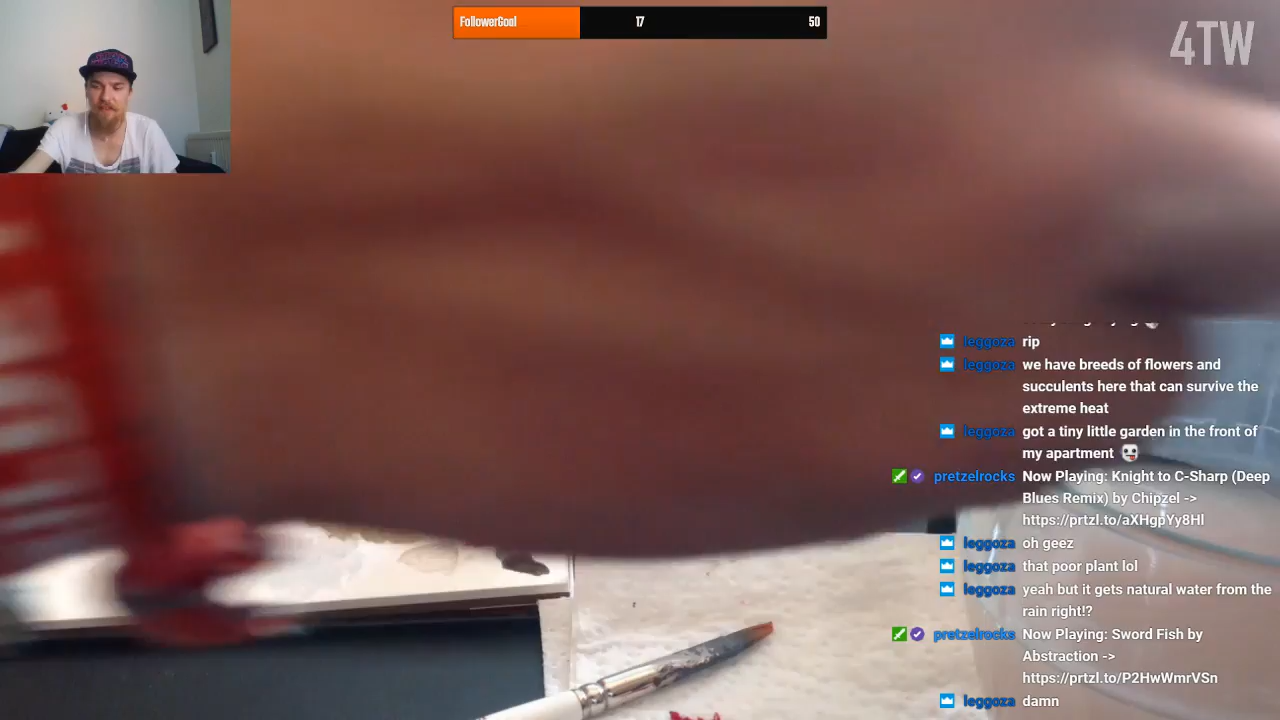 FollowerGoal 17 50
4TW
leggoza rip
leggoza we have breeds of flowers and
succulents here that can survive the
extreme heat
leggoza got a tiny little garden in the front of
my apartment
pretzelrocks Now Playing: Knight to C-Sharp (Deep
Blues Remix) by Chipzel ->
https://prtzl.to/aXHgpYy8Hl
leggoza oh geez
leggoza that poor plant lol
leggoza yeah but it gets natural water from the
rain right!?
pretzelrocks Now Playing: Sword Fish by
Abstraction ->
https://prtzl.to/P2HwWmrVSn
leggoza damn